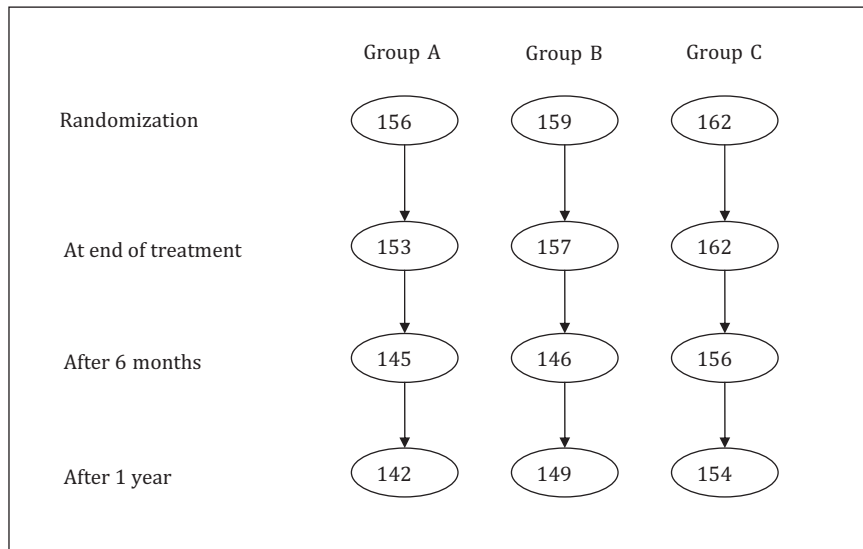 Group A Group B Group C
Randomization 156 159 162
At end of treatment 153 157 162
After 6 months 145 146 156
After 1 year 142 149 154